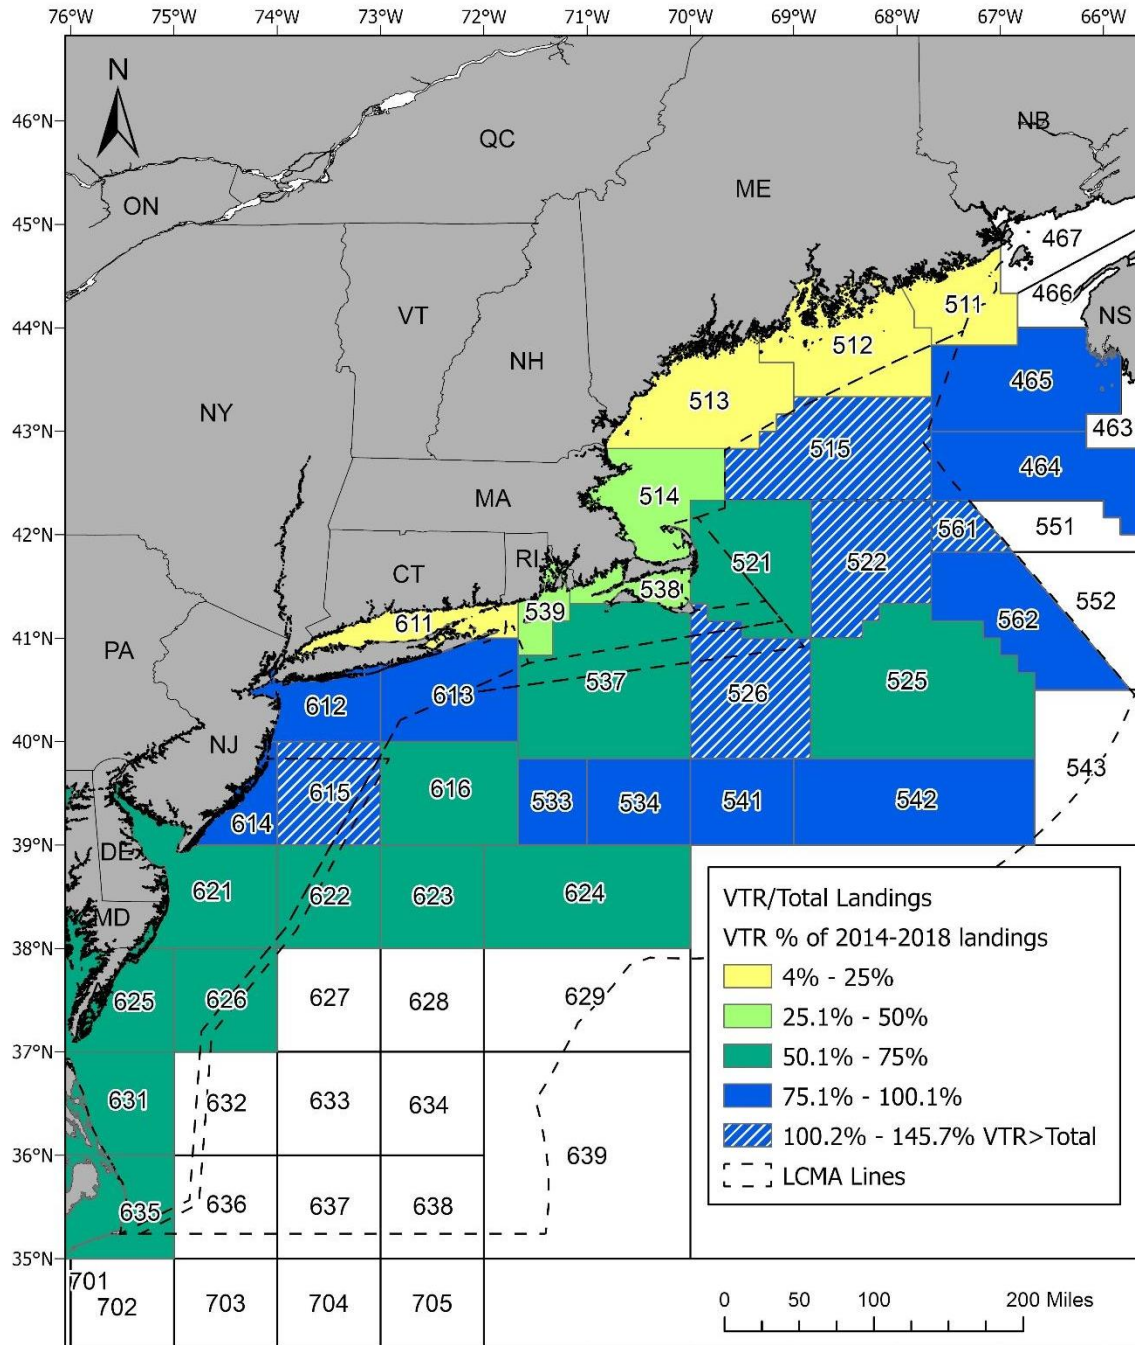 76°W 75°W 74°W 73°W 72°W 71°W 70°W 69°W 68°W 67°W 66°W
N
46°N
QC
NB
ON
ME
45°N
467
466
511
VT
NS
44°N
512
NH
465
513
NY
43°N
463
515
464
MA
514
42°N
551
561
RI
521
522
CT
538
552
539
611
562
41°N
PA
537
525
526
613
612
NJ
40°N
543
615
616
533
534
541
542
614
39°N
DE
621
622
623
624
MD
38°N
625
626
627
628
629
37°N
631
632
633
634
36°N
639
635
636
637
638
35°N
701
702
703
704
705
VTR/Total Landings
VTR % of 2014-2018 landings
4% - 25%
25.1% - 50%
50.1% - 75%
75.1% - 100.1%
100.2% - 145.7% VTR>Total
LCMA Lines
0 50 100 200 Miles